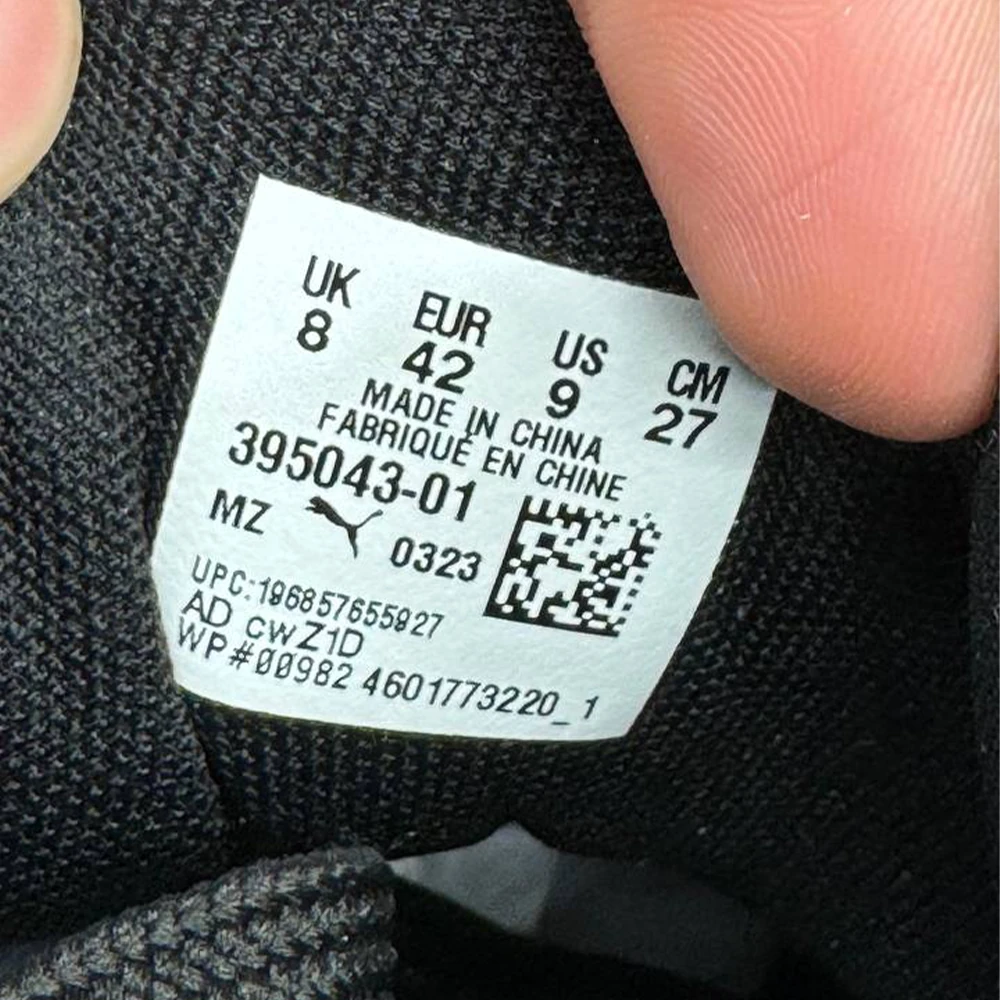 UK EUR US CM
8 42 9 27
MADE IN CHINA
FABRIQUÉ EN CHINE
395043-01
MZ 0323
UPC:196857655927
AD cwZ1D
WP#00982 4601773220_1